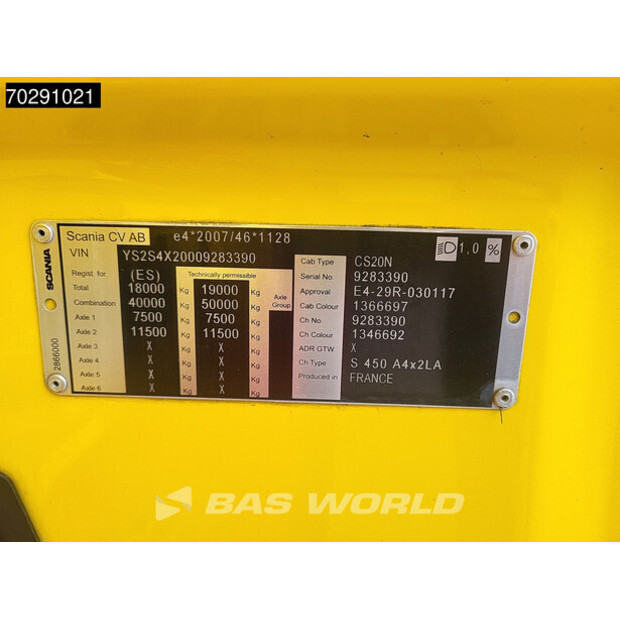 70291021
Scania CV AB e4*2007/46*1128
VIN YS2S4X20009283390
1,0 %
SCANIA
2866000
Regist. for (ES) Technically permissible
Total 18000 Kg 19000 Kg
Combination 40000 Kg 50000 Kg Axle Group
Axle 1 7500 Kg 7500 Kg
Axle 2 11500 Kg 11500 Kg
Axle 3 X Kg X Kg
Axle 4 X Kg X Kg
Axle 5 X Kg X Kg
Axle 6 X Kg X Kg
Cab Type CS20N
Serial No. 9283390
Approval E4-29R-030117
Cab Colour 1366697
Ch No 9283390
Ch Colour 1346692
ADR GTW X
Ch Type S 450 A4x2LA
Produced in FRANCE
BAS WORLD